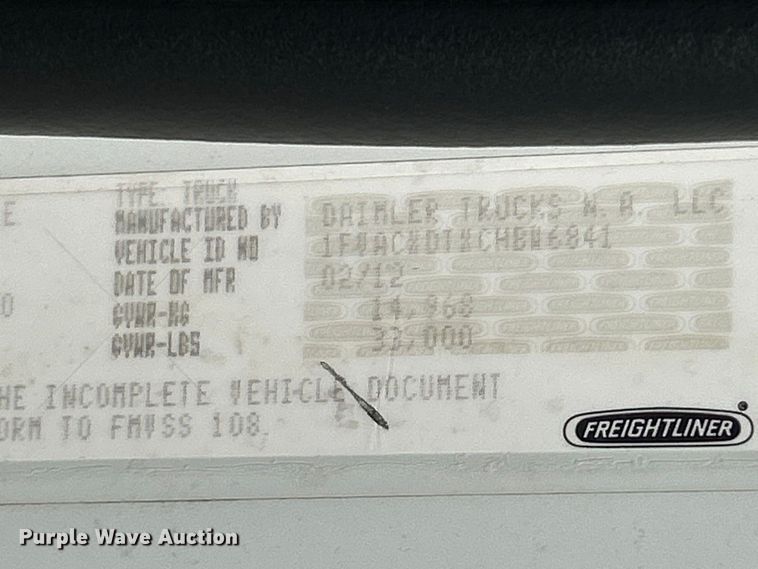 TYPE TRUCK
E MANUFACTURED BY DAIMLER TRUCKS N.A. LLC
VEHICLE ID NO
DATE OF MFR 02/12
0 GVWR-KG 14,968
GVWR-LBS 33,000
HE INCOMPLETE VEHICLE DOCUMENT
ORM TO FMVSS 108.
FREIGHTLINER
Purple Wave Auction